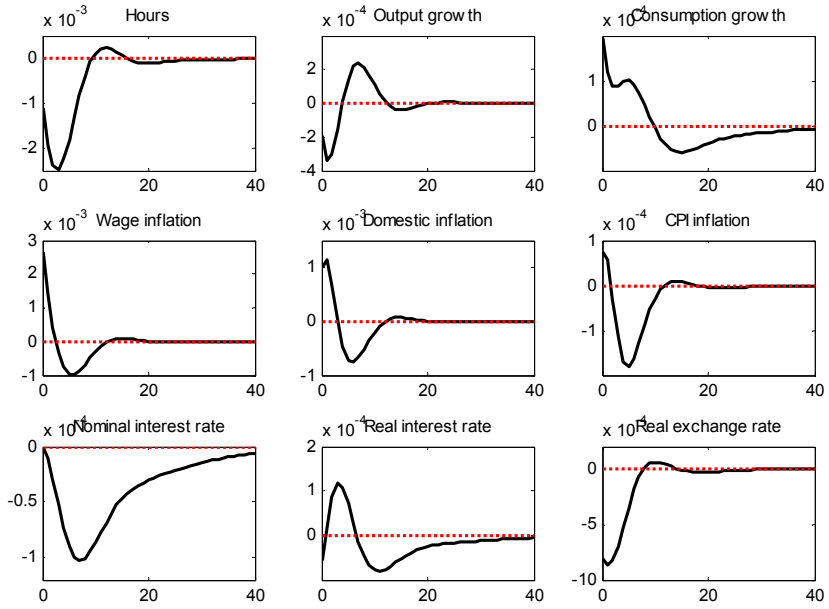 x 10^-3 Hours
0
-1
-2
0 20 40
x 10^-4 Output growth
2
0
-2
-4
0 20 40
x 10^-4 Consumption growth
1
0
0 20 40
x 10^-3 Wage inflation
3
2
1
0
-1
0 20 40
x 10^-3 Domestic inflation
1
0
-1
0 20 40
x 10^-4 CPI inflation
1
0
-1
0 20 40
x 10^-4 Nominal interest rate
0
-0.5
-1
0 20 40
x 10^-4 Real interest rate
2
0
0 20 40
x 10^-4 Real exchange rate
0
-5
-10
0 20 40